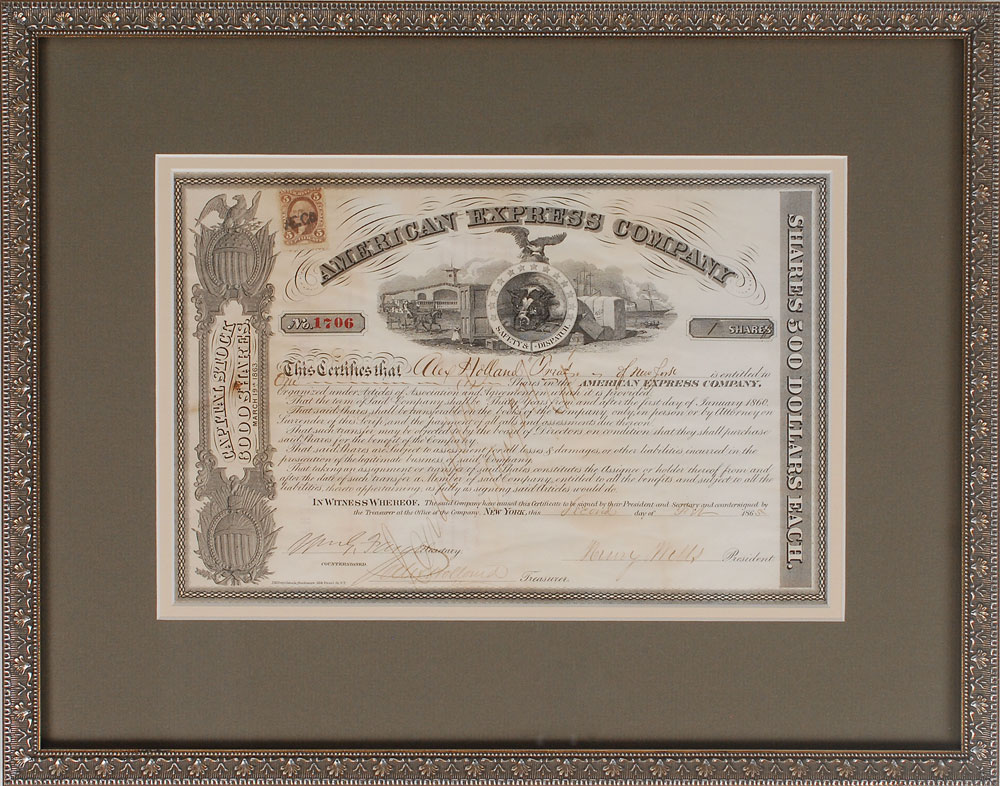 CAPITAL STOCK
6000 SHARES
MARCH 19th 1863
5
5
AMERICAN EXPRESS COMPANY
SAFETY & DISPATCH
No. 1706
1 SHARES
SHARES 500 DOLLARS EACH.
This Certifies that Alex Holland of New York is entitled to
One Shares in the AMERICAN EXPRESS COMPANY.
Organized under Articles of Association and Agreement in which it is provided
That the term of said Company shall be Thirty Years from and after the first day of January 1860.
That said Shares shall be transferable on the books of the Company only, in person or by Attorney on
surrender of this Certificate and the payment of all calls and assessments due thereon
That such transfer may be rejected by the Board of Directors on condition that they shall purchase
said Shares for the benefit of the Company.
That said Shares are subject to assessment for all losses & damages, or other liabilities incurred in the
prosecution of the legitimate business of said Company.
That taking an assignment or transfer of said Shares constitutes the Assignee or holder thereof from and
after the date of such transfer, a Member of said Company, entitled to all the benefits and subject to all the
liabilities thereto appertaining as fully as signing said Articles would do.
IN WITNESS WHEREOF. The said Company have caused this Certificate to be signed by their President and Secretary and countersigned by
the Treasurer at the Office of the Company. NEW YORK, this Second day of 1865
Secretary
Henry Wells President
COUNTERSIGNED
Alex Holland Treasurer.